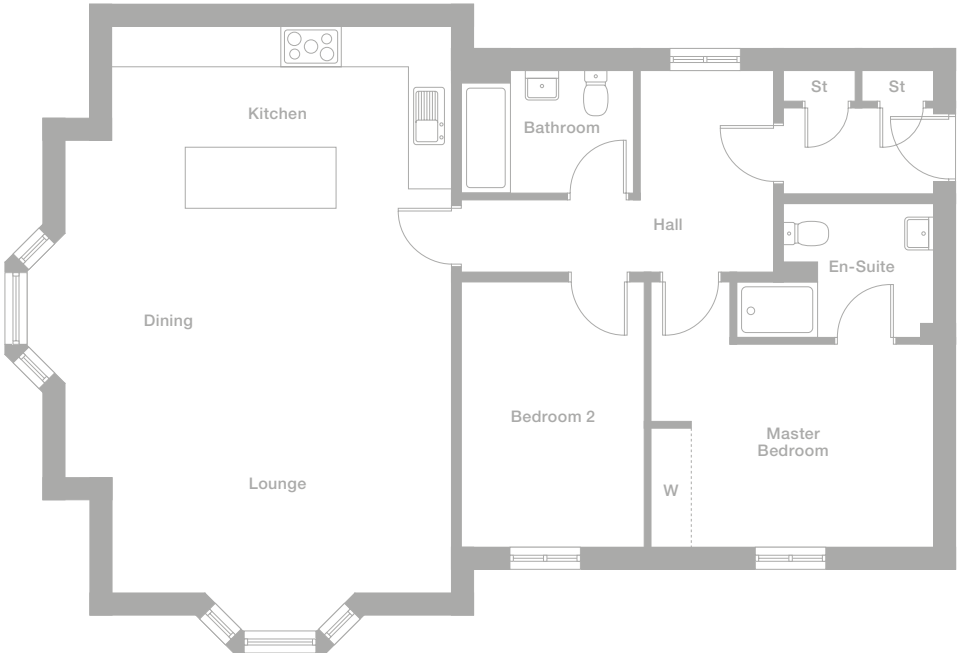 St
St
Kitchen
Bathroom
Hall
En-Suite
Dining
Bedroom 2
Master
Bedroom
Lounge
W